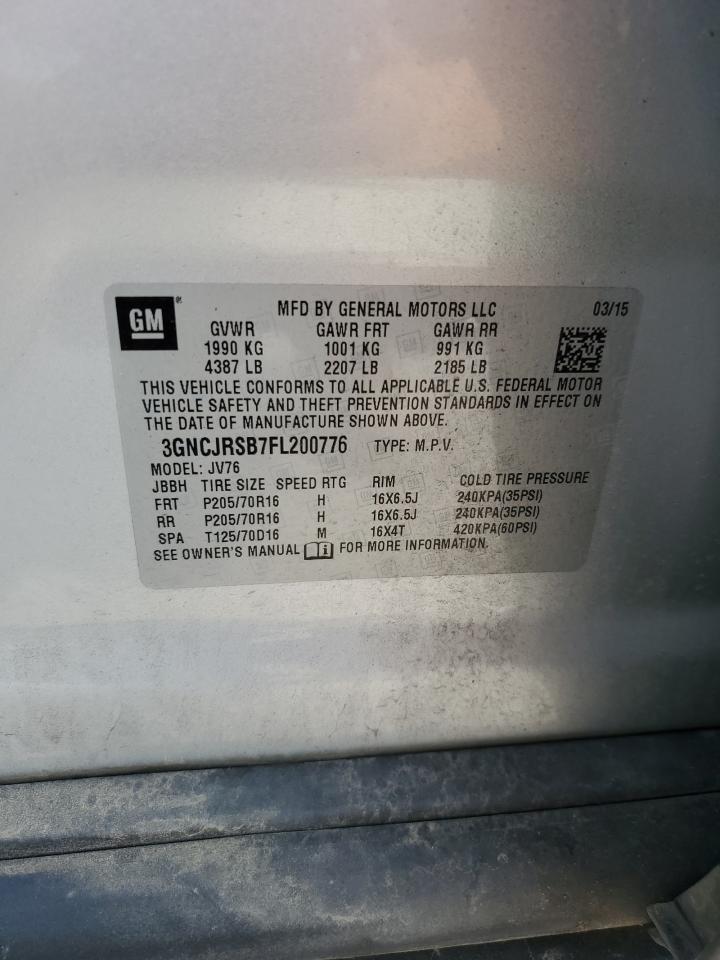 GM
MFD BY GENERAL MOTORS LLC 03/15
GVWR GAWR FRT GAWR RR
1990 KG 1001 KG 991 KG
4387 LB 2207 LB 2185 LB
THIS VEHICLE CONFORMS TO ALL APPLICABLE U.S. FEDERAL MOTOR
VEHICLE SAFETY AND THEFT PREVENTION STANDARDS IN EFFECT ON
THE DATE OF MANUFACTURE SHOWN ABOVE.
3GNCJRSB7FL200776 TYPE: M.P.V.
MODEL: JV76
JBBH TIRE SIZE SPEED RTG RIM COLD TIRE PRESSURE
FRT P205/70R16 H 16X6.5J 240KPA(35PSI)
RR P205/70R16 H 16X6.5J 240KPA(35PSI)
SPA T125/70D16 M 16X4T 420KPA(60PSI)
SEE OWNER'S MANUAL i FOR MORE INFORMATION.